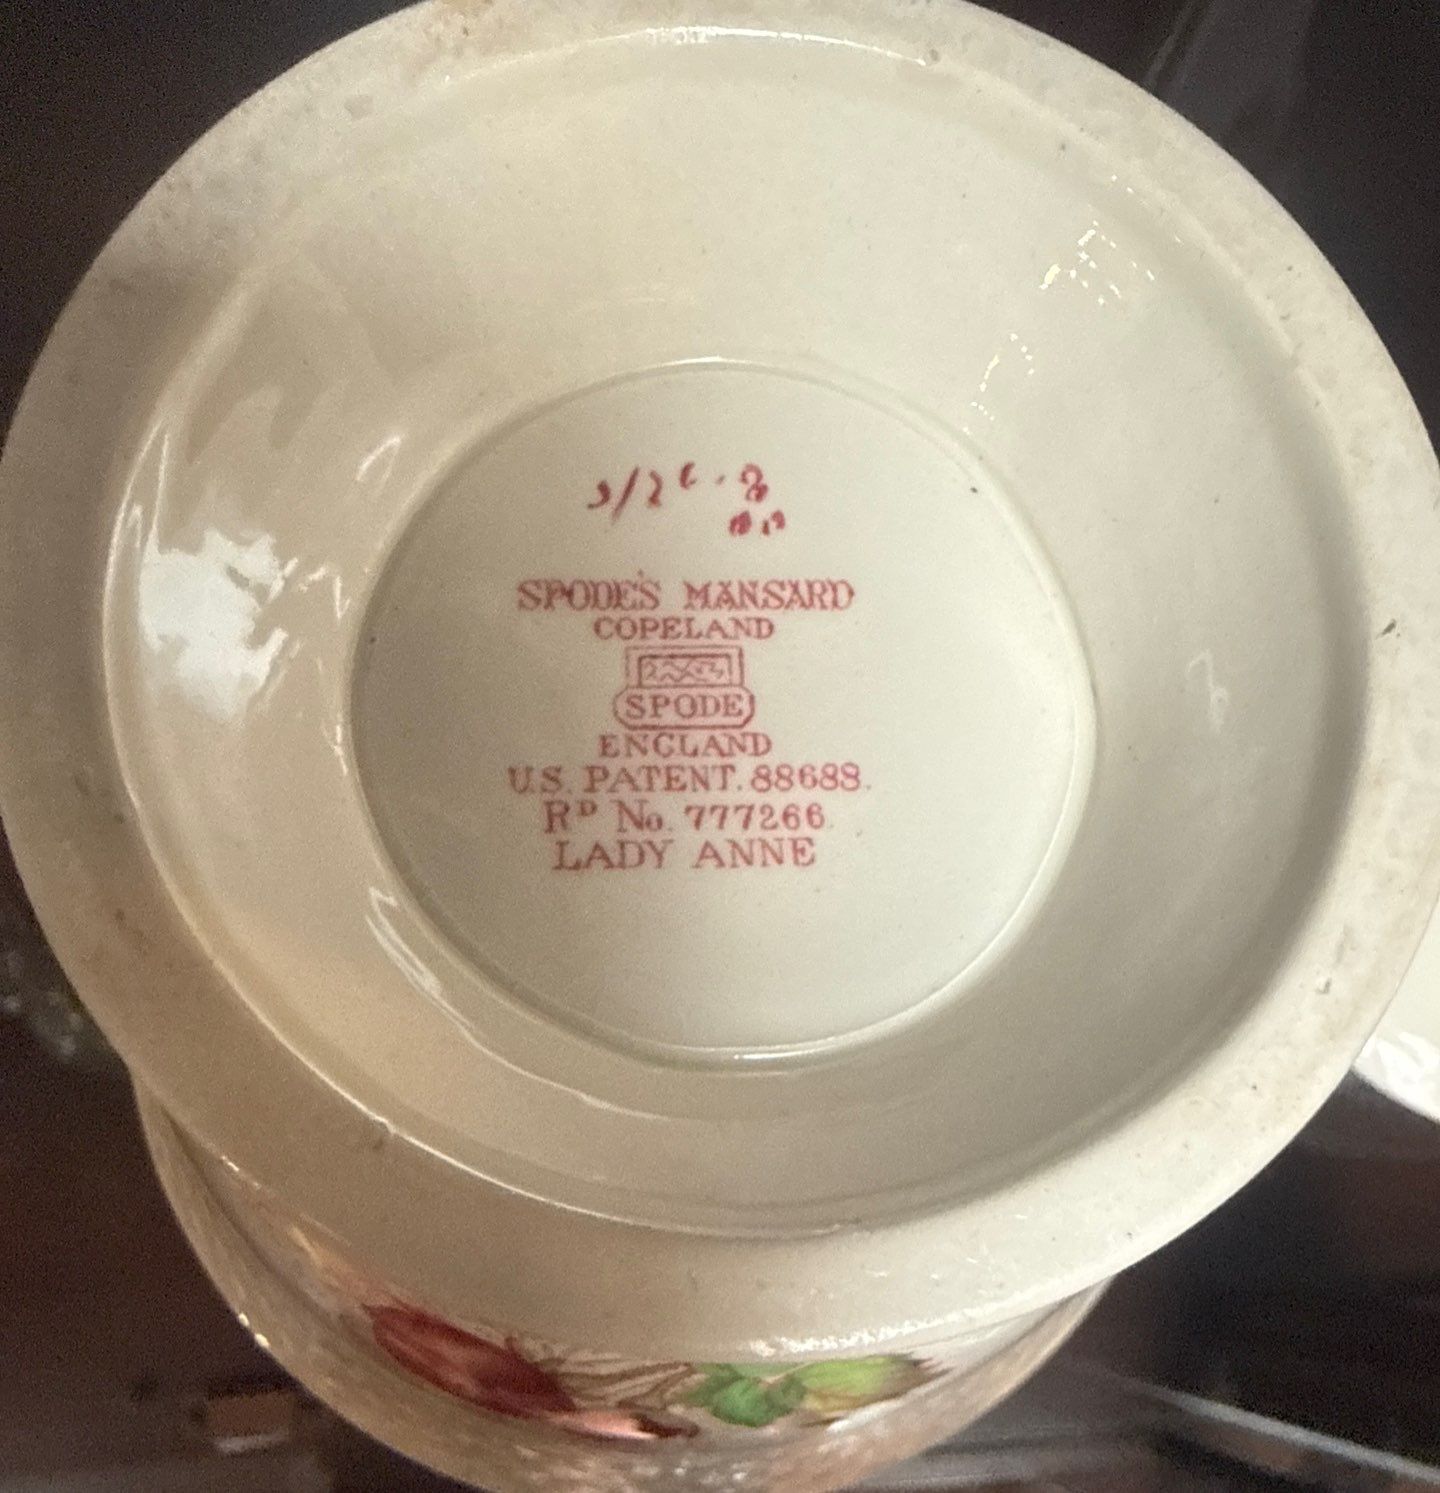 SPODE'S MANSARD
COPELAND
SPODE
ENGLAND
U.S. PATENT. 88688.
RD No. 777266.
LADY ANNE